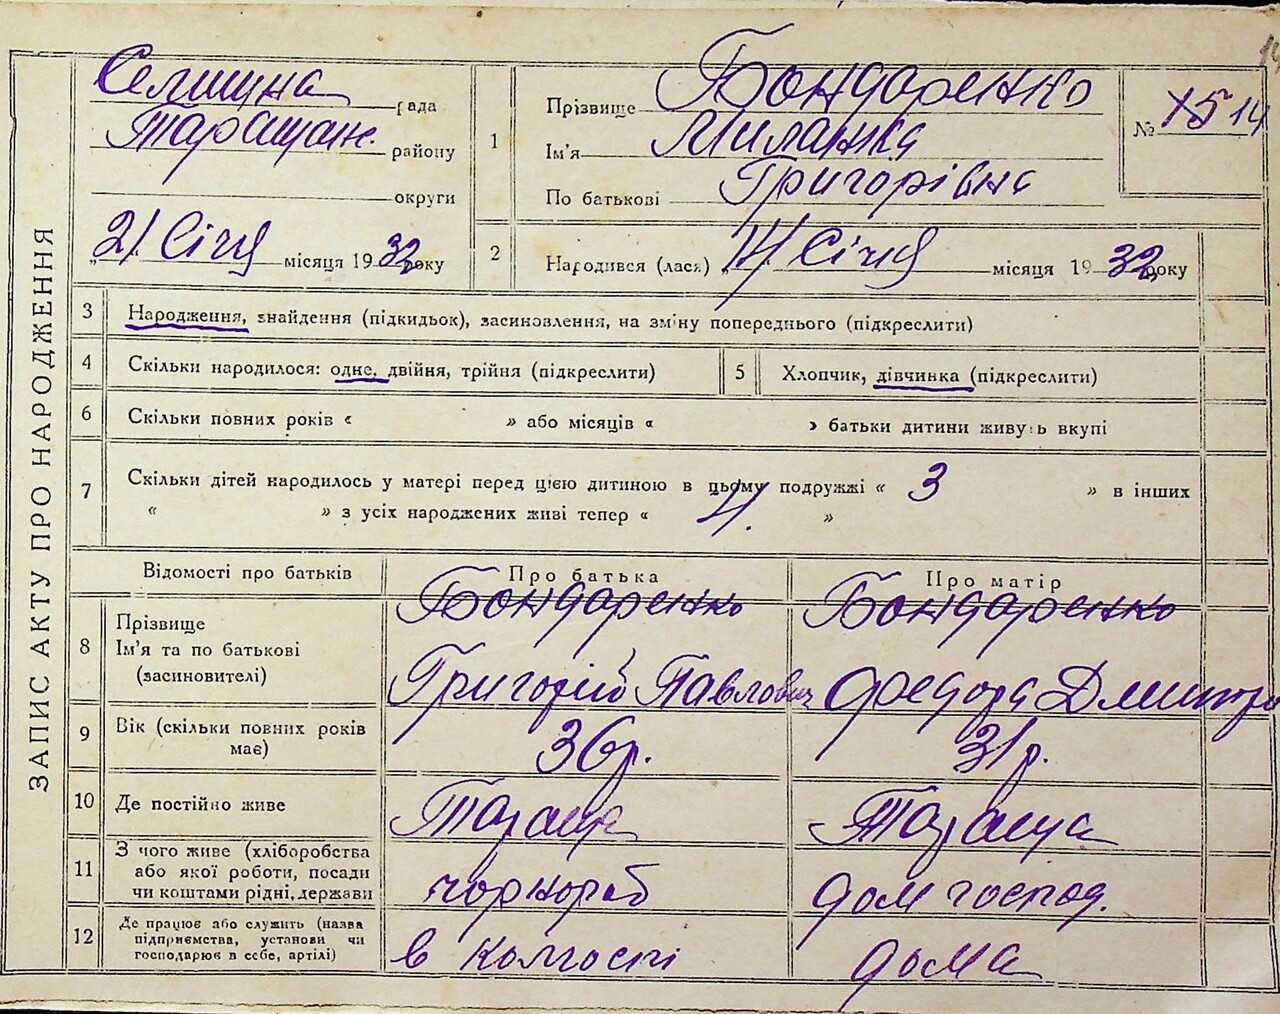 ЗАПИС АКТУ ПРО НАРОДЖЕННЯ
Селищна рада
Таращан. району
округи
„21" Січня місяця 1932 року
1
Прізвище Бондаренко
Ім'я Миланка
По батькові Григорівна
№ 14
2
Народився (лася) „14" Січня місяця 1932 року
3 Народження, знайдення (підкидьок), засиновлення, на зміну попереднього (підкреслити)
4 Скільки народилося: одне, двійня, трійня (підкреслити)
5 Хлопчик, дівчинка (підкреслити)
6 Скільки повних років « » або місяців « » батьки дитини живуть вкупі
7 Скільки дітей народилось у матері перед цією дитиною в цьому подружжі « 3 » в інших
« » з усіх народжених живі тепер « 4. »
Відомості про батьків Про батька Про матір
8 Прізвище
Ім'я та по батькові
(засиновителі)
Бондаренко
Григорій Павлович
Бондаренко
Федора Дмитр
9 Вік (скільки повних років
має)
36 р. 31 р.
10 Де постійно живе Тараща Тараща
11 З чого живе (хліборобства
або якої роботи, посади
чи коштами рідні, держави
чорнороб дом господ.
12 Де працює або служить (назва
підприємства, установи чи
господарює в себе, артілі)
в колгоспі дома